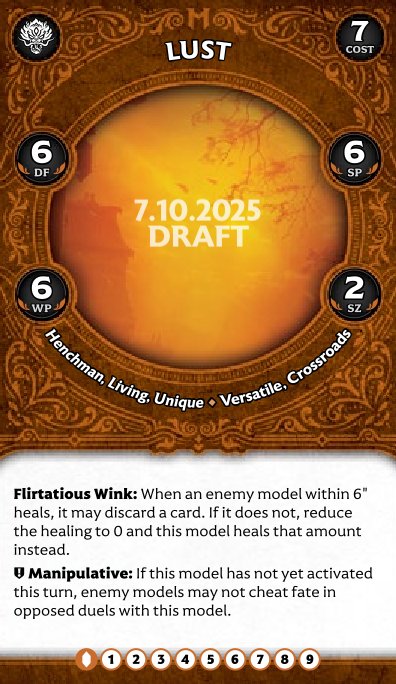 LUST
7
COST
6
DF
6
SP
7.10.2025
DRAFT
6
WP
2
SZ
Henchman, Living, Unique ◆ Versatile, Crossroads
Flirtatious Wink: When an enemy model within 6"
heals, it may discard a card. If it does not, reduce
the healing to 0 and this model heals that amount
instead.
Manipulative: If this model has not yet activated
this turn, enemy models may not cheat fate in
opposed duels with this model.
1 2 3 4 5 6 7 8 9